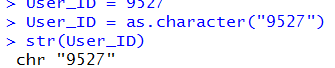 > User_ID = 9527
> User_ID = as.character("9527")
> str(User_ID)
 chr "9527"